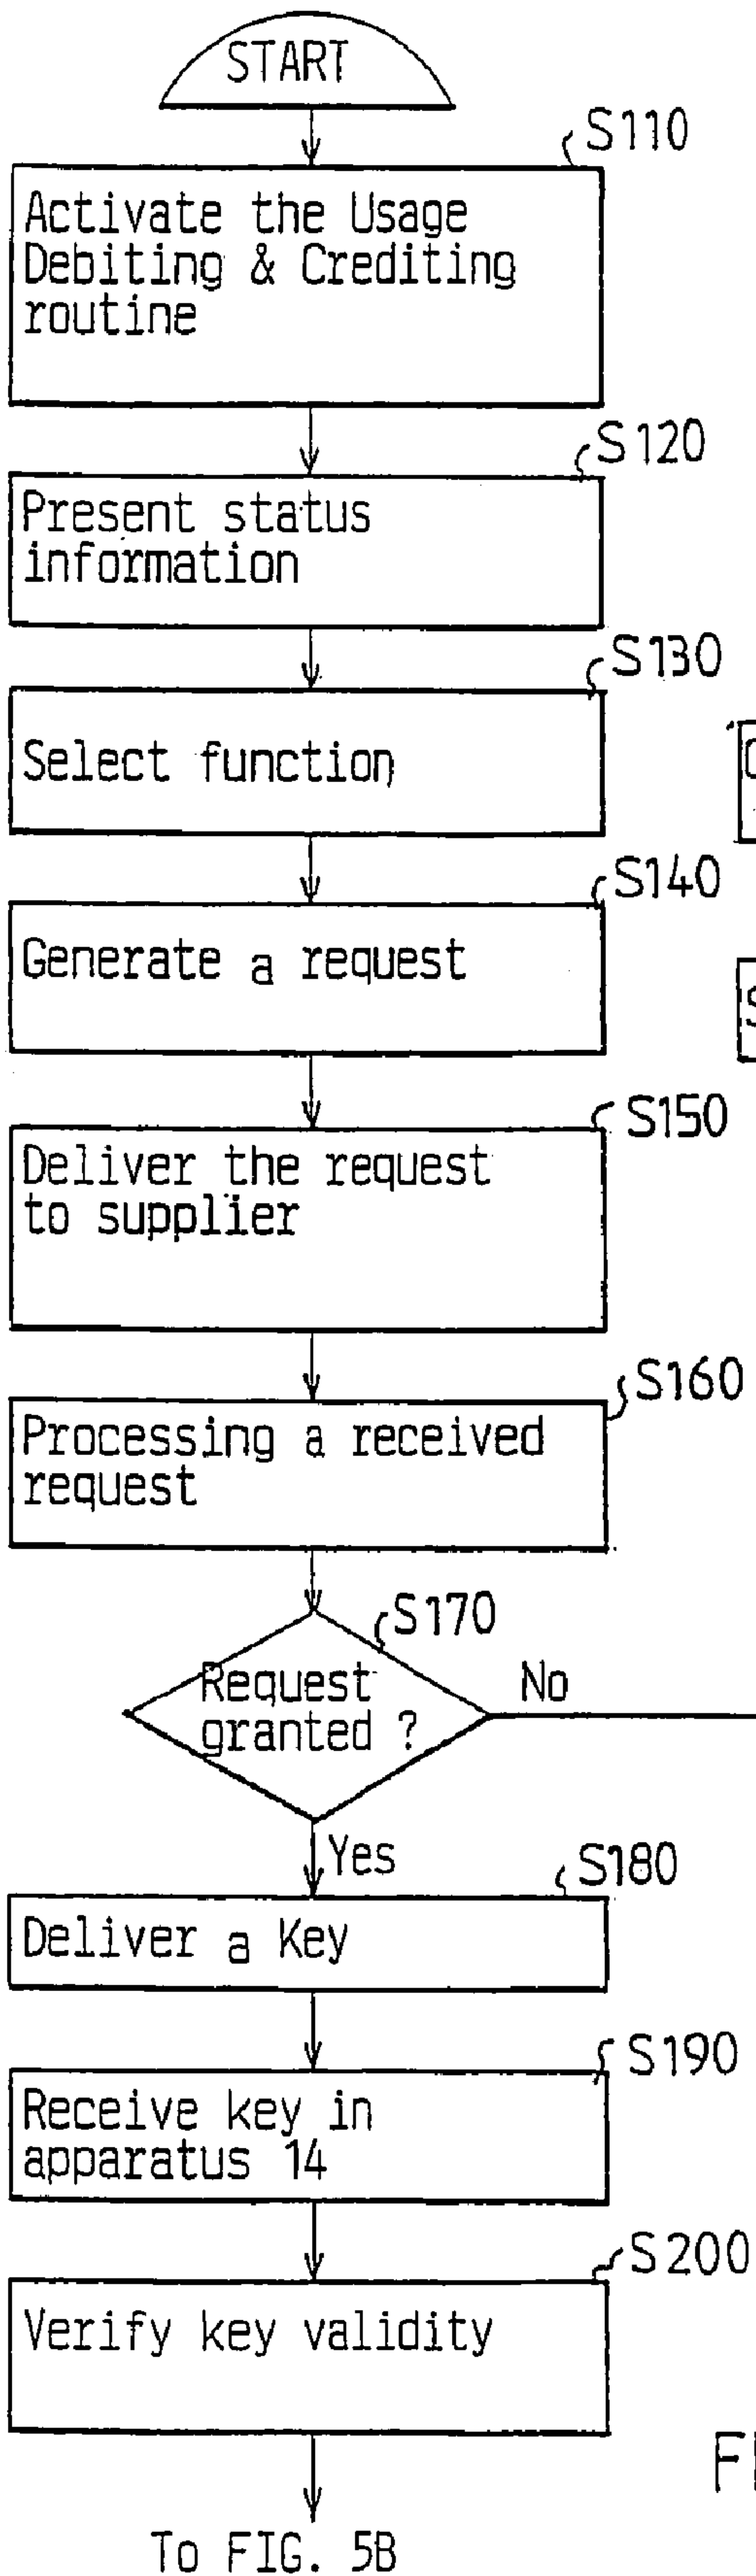 START
S110
Activate the Usage
Debiting & Crediting
routine
S120
Present status
information
S130
Select function
S140
Generate a request
S150
Deliver the request
to supplier
S160
Processing a received
request
S170
Request
granted ?
No
Yes
S180
Deliver a Key
S190
Receive key in
apparatus 14
S200
Verify key validity
To FIG. 5B